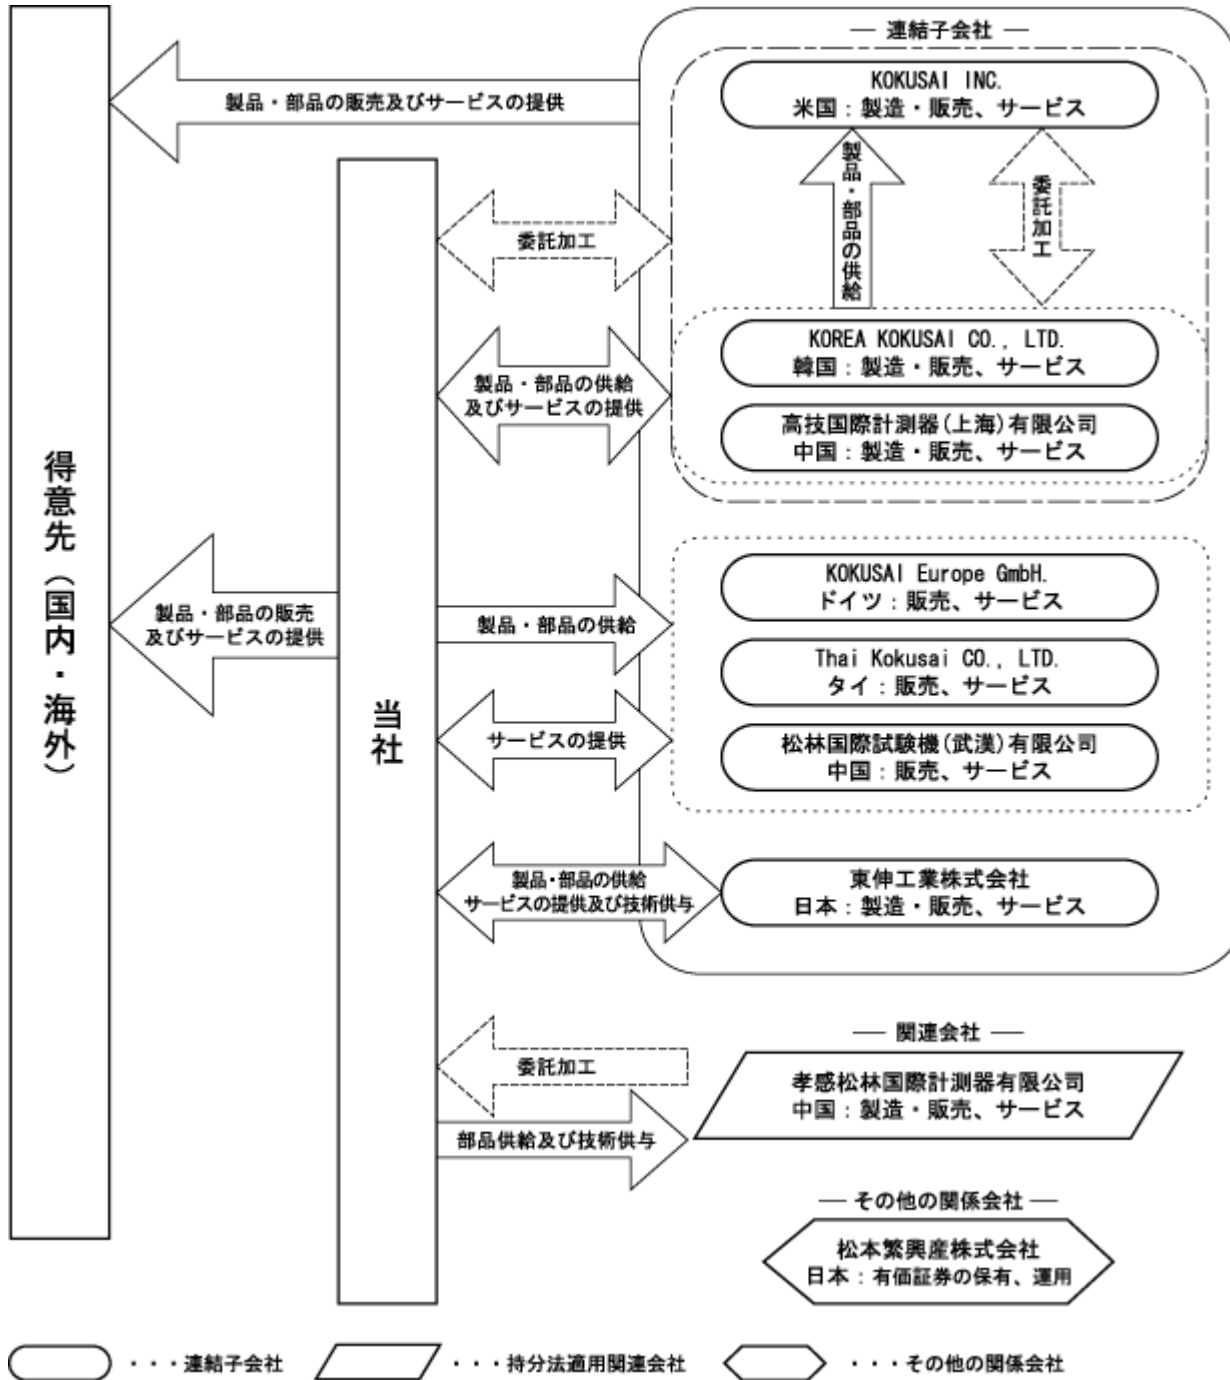 ― 連結子会社 ―
KOKUSAI INC.
米国：製造・販売、サービス
製品・部品の販売及びサービスの提供
製品・部品の供給
委託加工
委託加工
KOREA KOKUSAI CO., LTD.
韓国：製造・販売、サービス
製品・部品の供給
及びサービスの提供
高技国際計測器(上海)有限公司
中国：製造・販売、サービス
得意先（国内・海外）
KOKUSAI Europe GmbH.
ドイツ：販売、サービス
製品・部品の販売
及びサービスの提供
製品・部品の供給
Thai Kokusai CO., LTD.
タイ：販売、サービス
当社
サービスの提供
松林国際試験機(武漢)有限公司
中国：販売、サービス
製品・部品の供給
サービスの提供及び技術供与
東伸工業株式会社
日本：製造・販売、サービス
― 関連会社 ―
委託加工
孝感松林国際計測器有限公司
中国：製造・販売、サービス
部品供給及び技術供与
― その他の関係会社 ―
松本繁興産株式会社
日本：有価証券の保有、運用
・・・連結子会社
・・・持分法適用関連会社
・・・その他の関係会社